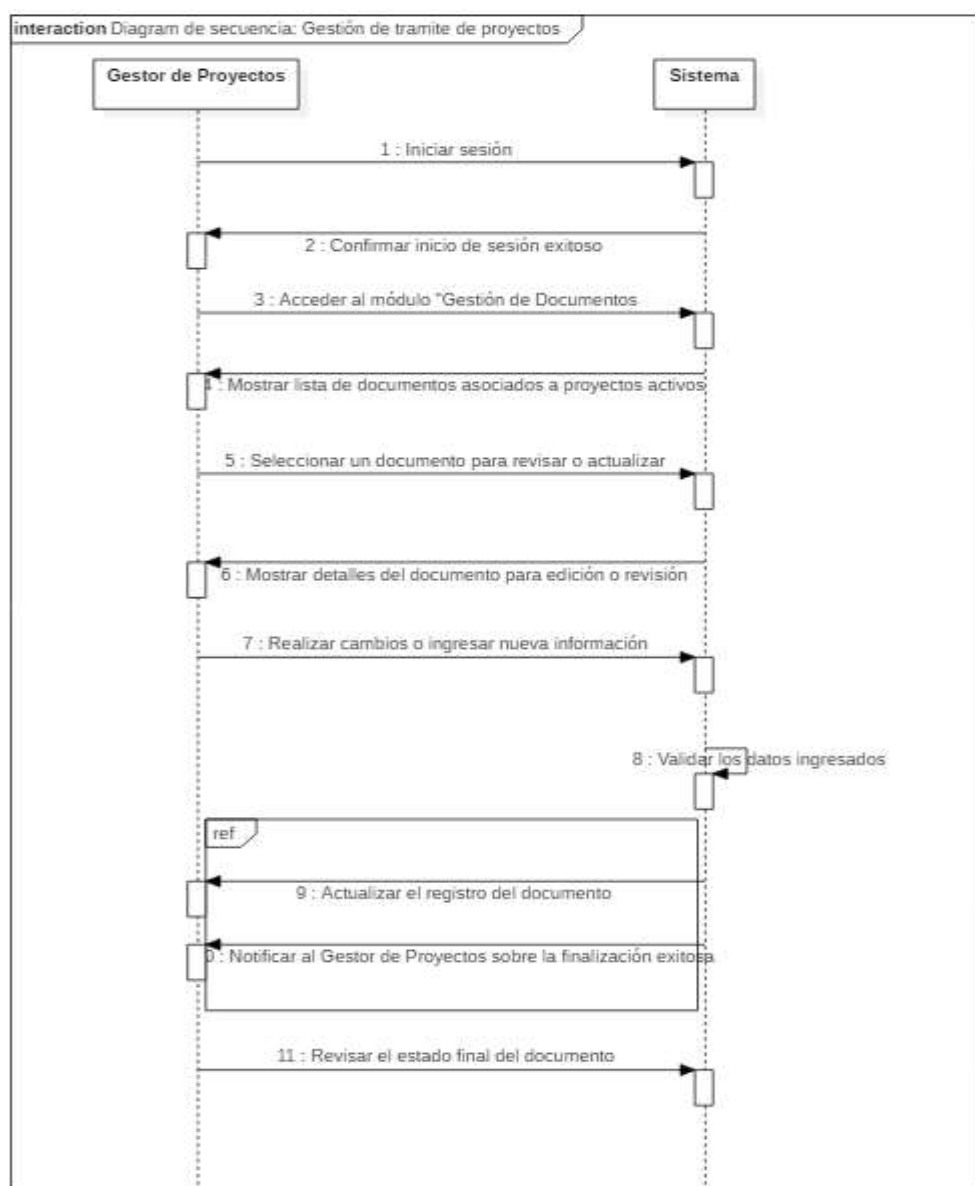 interaction Diagram de secuencia: Gestión de tramite de proyectos
Gestor de Proyectos
Sistema
1 : Iniciar sesión
2 : Confirmar inicio de sesión exitoso
3 : Acceder al módulo "Gestión de Documentos
4 : Mostrar lista de documentos asociados a proyectos activos
5 : Seleccionar un documento para revisar o actualizar
6 : Mostrar detalles del documento para edición o revisión
7 : Realizar cambios o ingresar nueva información
8 : Validar los datos ingresados
ref
9 : Actualizar el registro del documento
0 : Notificar al Gestor de Proyectos sobre la finalización exitosa
11 : Revisar el estado final del documento